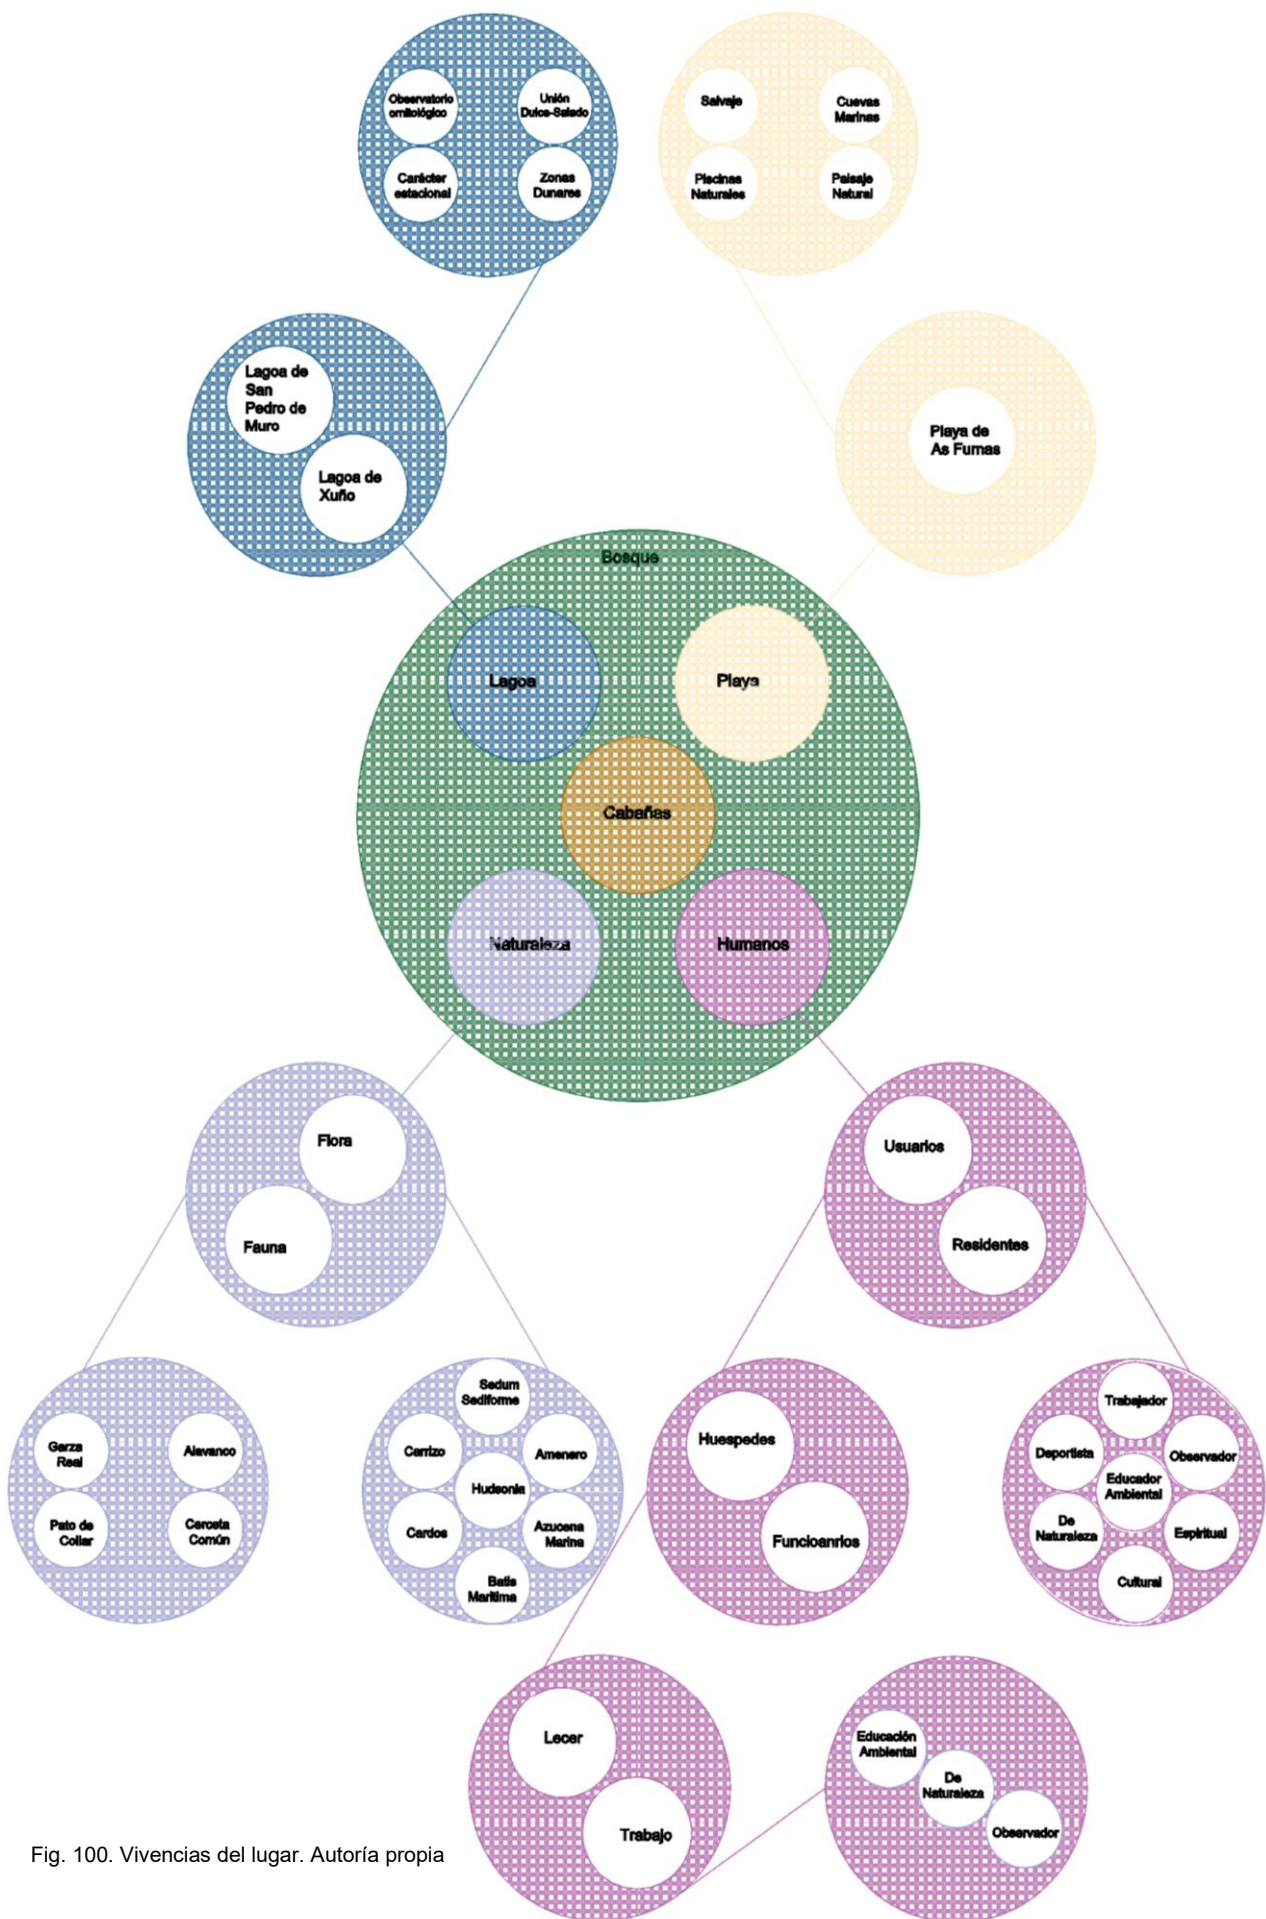 Observatorio
ornitológico
Unión
Dulce-Salado
Carácter
estacional
Zonas
Dunares
Salvaje
Cuevas
Marinas
Piscinas
Naturales
Paisaje
Natural
Lagoa de
San
Pedro de
Muro
Lagoa de
Xuño
Playa de
As Furnas
Bosque
Lagoa
Playa
Cabañas
Naturaleza
Humanos
Flora
Fauna
Usuarios
Residentes
Garza
Real
Alavanco
Pato de
Collar
Cerceta
Común
Sedum
Sediforme
Carrizo
Amenero
Hudsonia
Cardos
Azucena
Marina
Batis
Maritima
Huespedes
Funcioanrios
Trabajador
Deportista
Observador
Educador
Ambiental
De
Naturaleza
Espiritual
Cultural
Lecer
Trabajo
Educación
Ambiental
De
Naturaleza
Observador
Fig. 100. Vivencias del lugar. Autoría propia